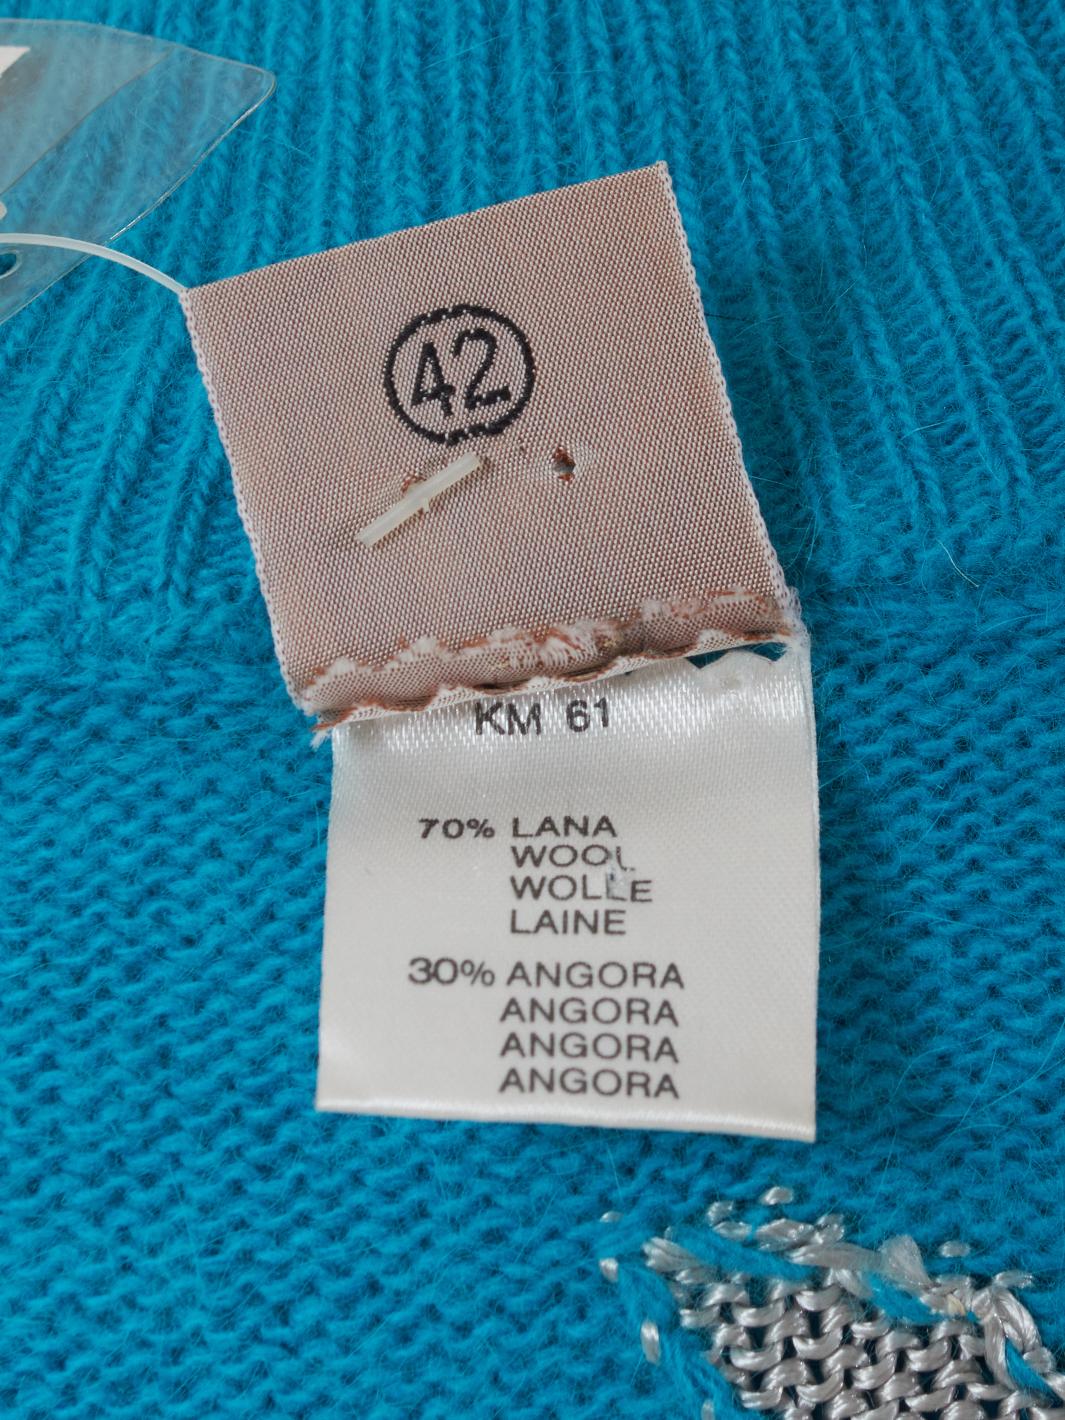 42
KM 61
70% LANA
WOOL
WOLLE
LAINE
30% ANGORA
ANGORA
ANGORA
ANGORA